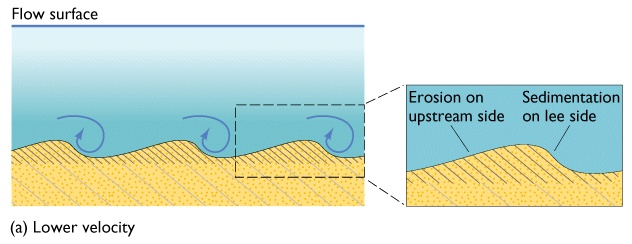 Flow surface
Erosion on
upstream side
Sedimentation
on lee side
(a) Lower velocity